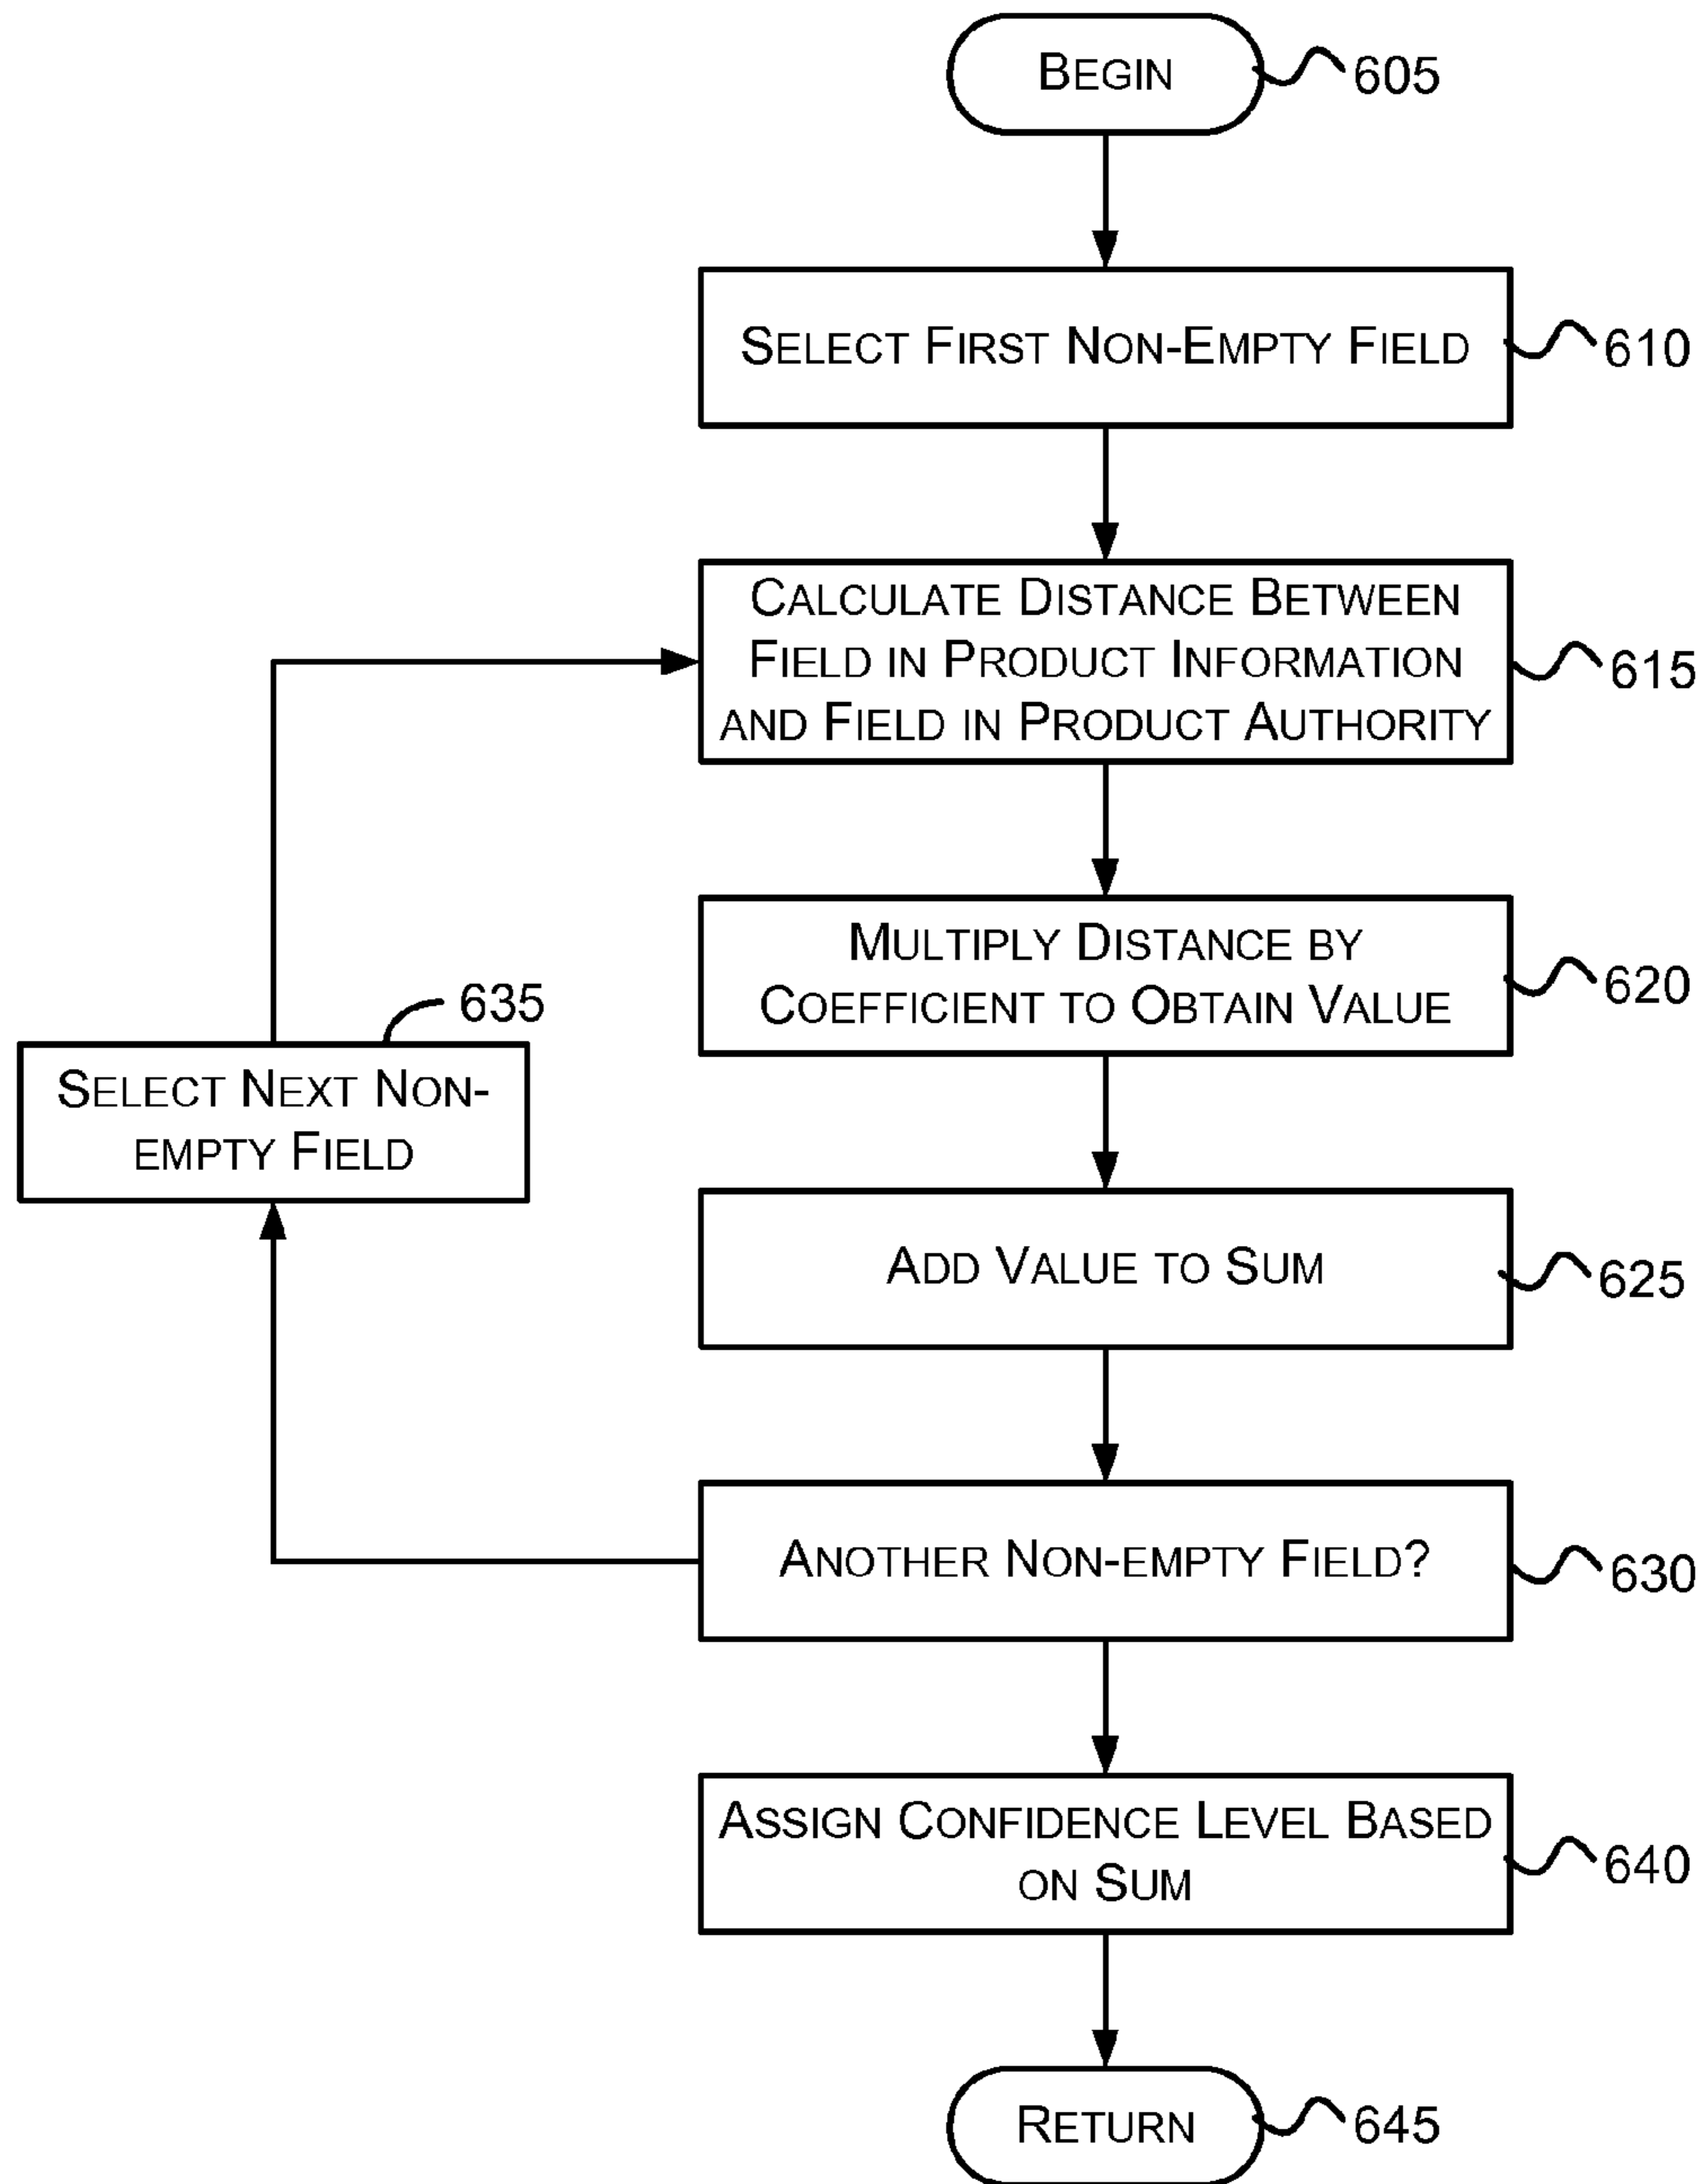 BEGIN
605
SELECT FIRST NON-EMPTY FIELD
610
CALCULATE DISTANCE BETWEEN
FIELD IN PRODUCT INFORMATION
AND FIELD IN PRODUCT AUTHORITY
615
MULTIPLY DISTANCE BY
COEFFICIENT TO OBTAIN VALUE
620
635
SELECT NEXT NON-
EMPTY FIELD
ADD VALUE TO SUM
625
ANOTHER NON-EMPTY FIELD?
630
ASSIGN CONFIDENCE LEVEL BASED
ON SUM
640
RETURN
645